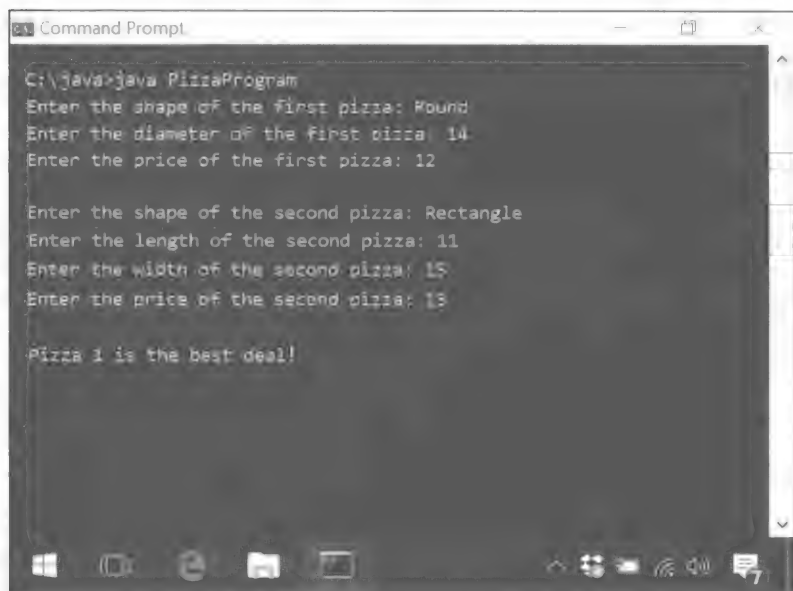 Command Prompt
C:\java>java PizzaProgram
Enter the shape of the first pizza: Round
Enter the diameter of the first pizza: 14
Enter the price of the first pizza: 12
Enter the shape of the second pizza: Rectangle
Enter the length of the second pizza: 11
Enter the width of the second pizza: 15
Enter the price of the second pizza: 13
Pizza 1 is the best deal!
7